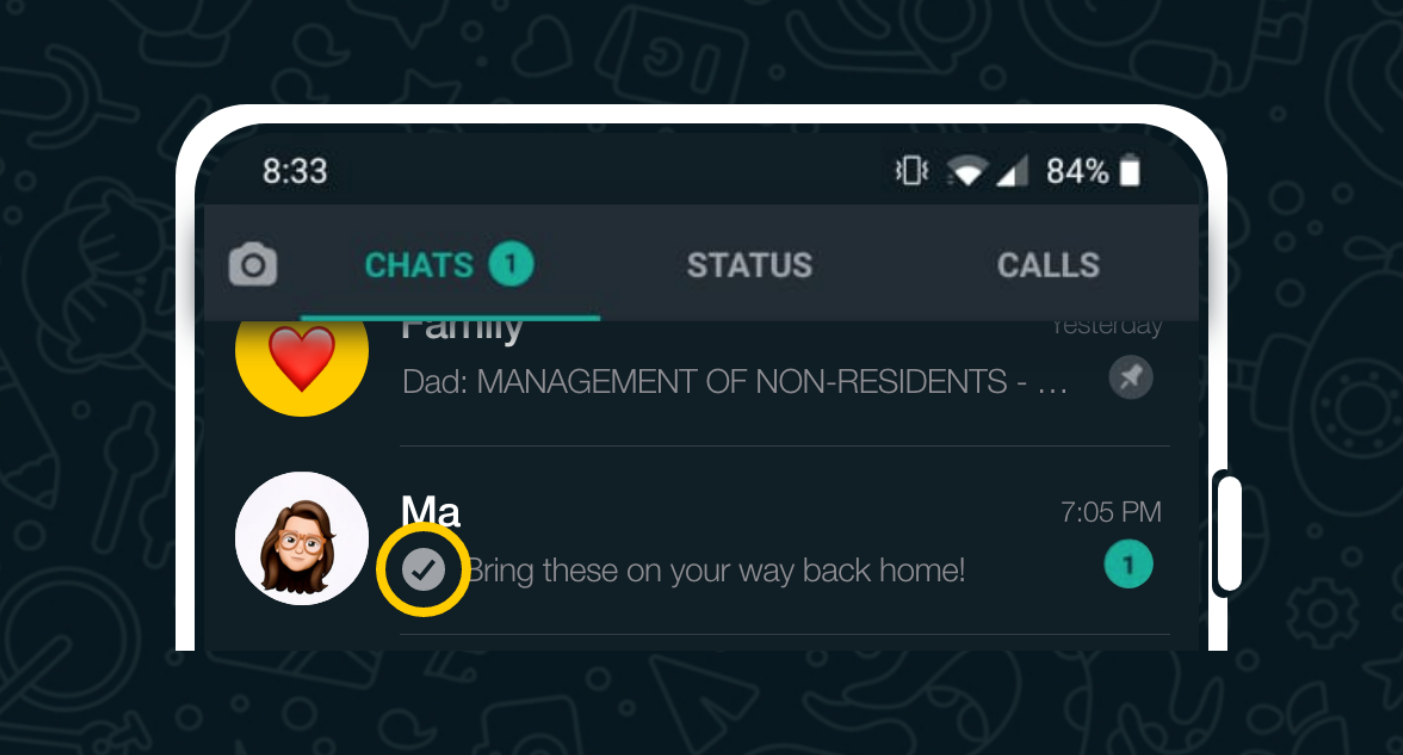 8:33 84%
CHATS 1 STATUS CALLS
Family Yesterday
Dad: MANAGEMENT OF NON-RESIDENTS - …
Ma 7:05 PM
Bring these on your way back home! 1